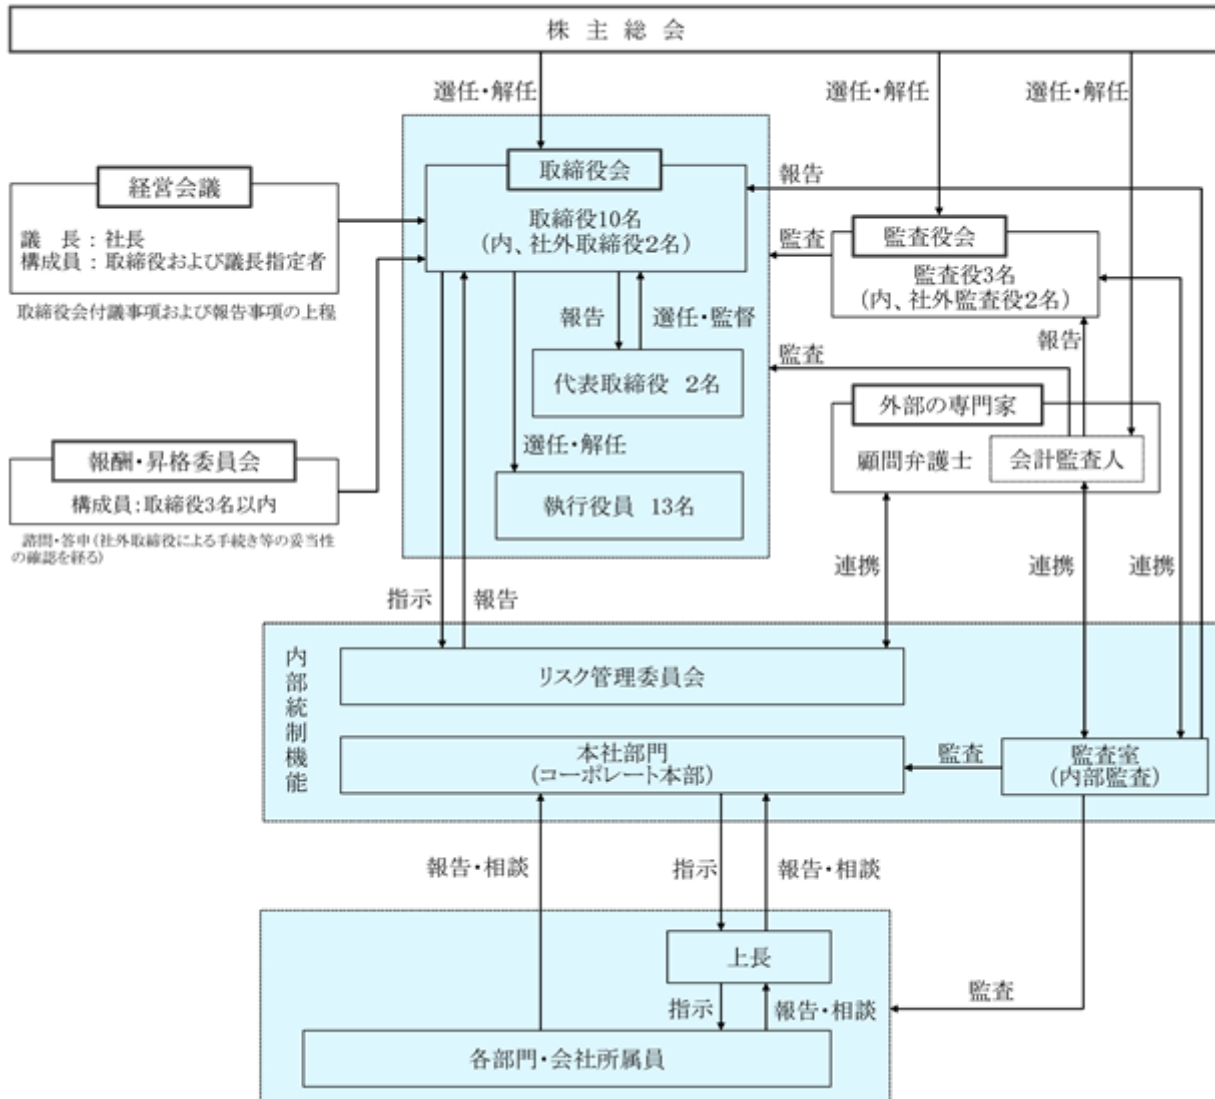 株主総会
選任・解任
選任・解任
選任・解任
取締役会
取締役10名
(内、社外取締役2名)
経営会議
議　長：社長
構成員：取締役および議長指定者
取締役会付議事項および報告事項の上程
報告
監査
監査役会
監査役3名
(内、社外監査役2名)
報告
選任・監督
監査
報告
代表取締役 2名
外部の専門家
顧問弁護士
会計監査人
選任・解任
報酬・昇格委員会
構成員：取締役3名以内
諮問・答申(社外取締役による手続き等の妥当性
の確認を経る)
執行役員 13名
指示
報告
連携
連携
連携
内部統制機能
リスク管理委員会
本社部門
(コーポレート本部)
監査
監査室
(内部監査)
報告・相談
指示
報告・相談
上長
指示
報告・相談
監査
各部門・会社所属員